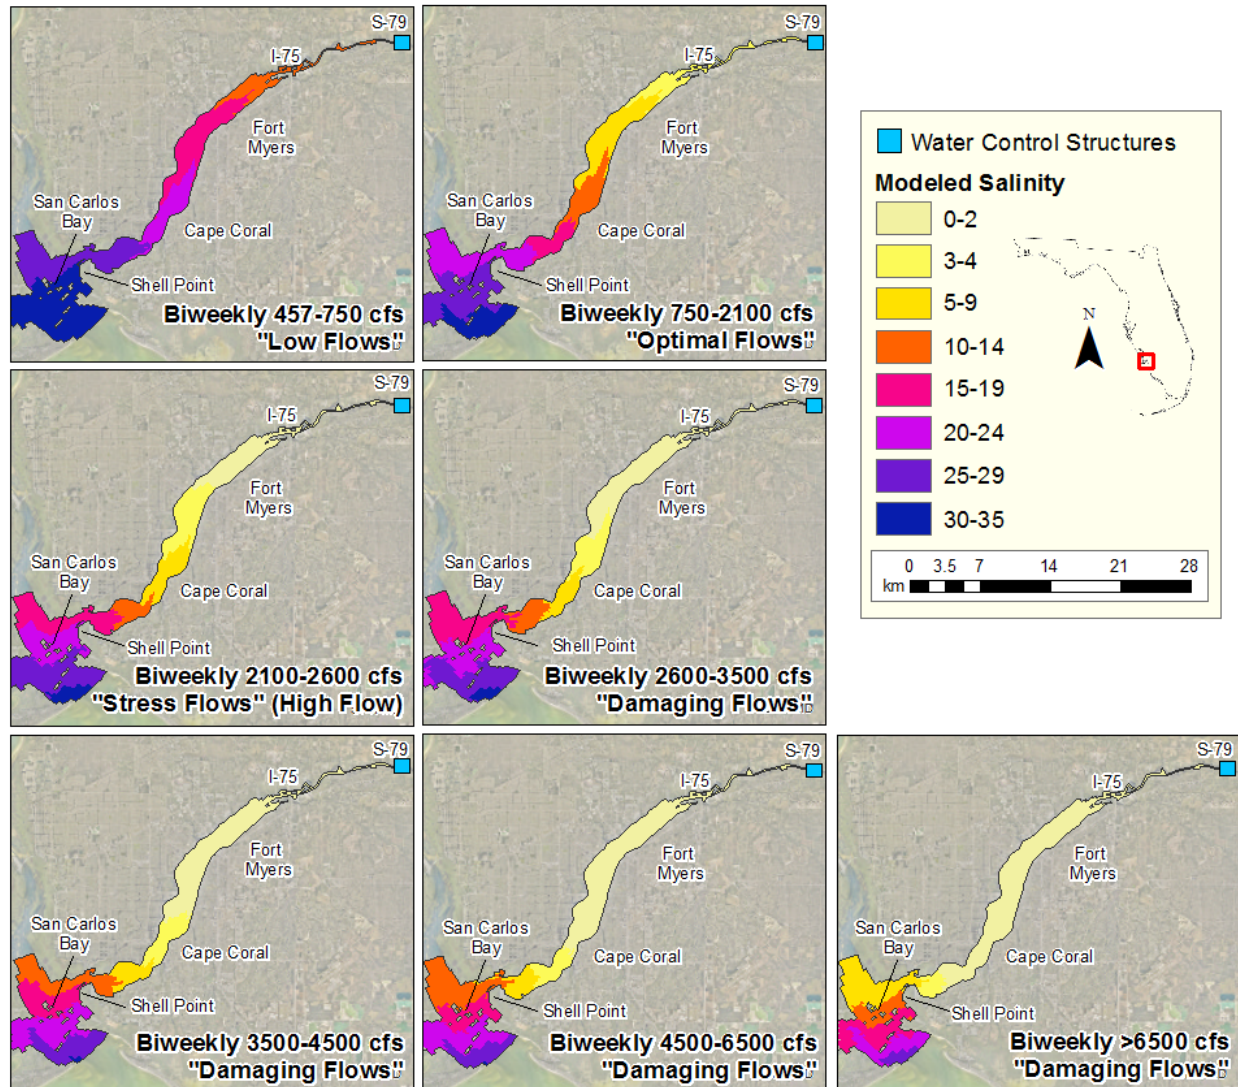 S-79
I-75
Fort
Myers
San Carlos
Bay
Cape Coral
Shell Point
Biweekly 457-750 cfs
"Low Flows"
S-79
I-75
Fort
Myers
San Carlos
Bay
Cape Coral
Shell Point
Biweekly 750-2100 cfs
"Optimal Flows"
Water Control Structures
Modeled Salinity
0-2
3-4
5-9
10-14
15-19
20-24
25-29
30-35
N
0 3.5 7 14 21 28
km
S-79
I-75
Fort
Myers
San Carlos
Bay
Cape Coral
Shell Point
Biweekly 2100-2600 cfs
"Stress Flows" (High Flow)
S-79
I-75
Fort
Myers
San Carlos
Bay
Cape Coral
Shell Point
Biweekly 2600-3500 cfs
"Damaging Flows"
S-79
I-75
Fort
Myers
San Carlos
Bay
Cape Coral
Shell Point
Biweekly 3500-4500 cfs
"Damaging Flows"
S-79
I-75
Fort
Myers
San Carlos
Bay
Cape Coral
Shell Point
Biweekly 4500-6500 cfs
"Damaging Flows"
S-79
I-75
Fort
Myers
San Carlos
Bay
Cape Coral
Shell Point
Biweekly >6500 cfs
"Damaging Flows"